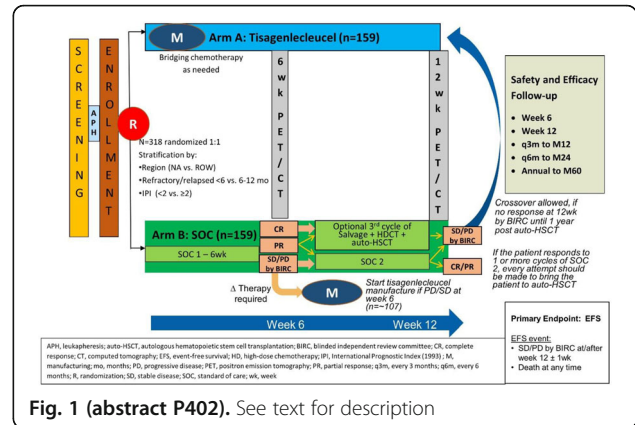 SCREENING
APH
ENROLLMENT
R
M
Arm A: Tisagenlecleucel (n=159)
Bridging chemotherapy
as needed
6wk PET/CT
12wk PET/CT
N=318 randomized 1:1
Stratification by:
•Region (NA vs. ROW)
•Refractory/relapsed <6 vs. 6-12 mo
•IPI (<2 vs. ≥2)
Arm B: SOC (n=159)
SOC 1 – 6wk
CR
PR
SD/PD
by BIRC
Optional 3rd cycle of
Salvage + HDCT +
auto-HSCT
SOC 2
SD/PD
by BIRC
CR/PR
Δ Therapy
required
M
Start tisagenlecleucel
manufacture if PD/SD at
week 6
(n=~107)
Week 6
Week 12
Safety and Efficacy
Follow-up
• Week 6
• Week 12
• q3m to M12
• q6m to M24
• Annual to M60
Crossover allowed, if
no response at 12wk
by BIRC until 1 year
post auto-HSCT
If the patient responds to
1 or more cycles of SOC
2, every attempt should
be made to bring the
patient to auto-HSCT
Primary Endpoint: EFS
EFS event:
• SD/PD by BIRC at/after
week 12 ± 1wk
• Death at any time
APH, leukapheresis; auto-HSCT, autologous hematopoietic stem cell transplantation; BIRC, blinded independent review committee; CR, complete
response; CT, computed tomography; EFS, event-free survival; HD, high-dose chemotherapy; IPI, International Prognostic Index (1993) ; M,
manufacturing; mo, months; PD, progressive disease; PET, positron emission tomography; PR, partial response; q3m, every 3 months; q6m, every 6
months; R, randomization; SD, stable disease; SOC, standard of care; wk, week
Fig. 1 (abstract P402). See text for description